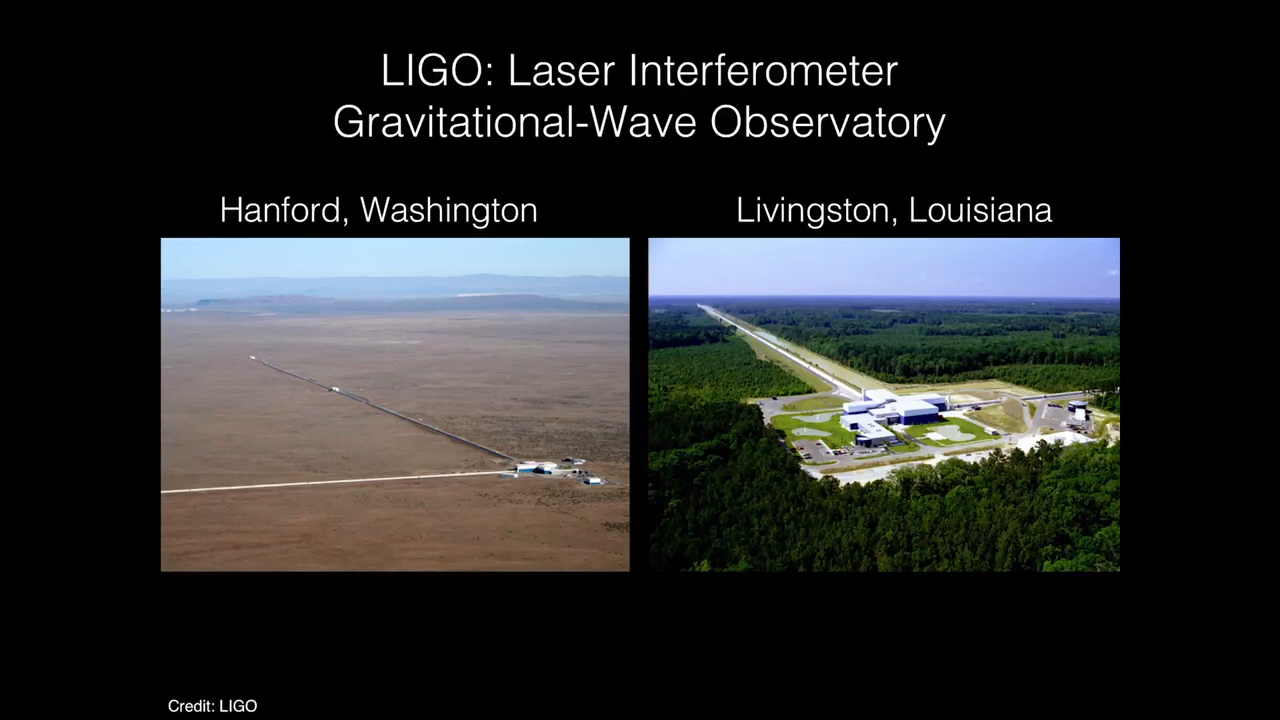 LIGO: Laser Interferometer
Gravitational-Wave Observatory
Hanford, Washington
Livingston, Louisiana
Credit: LIGO